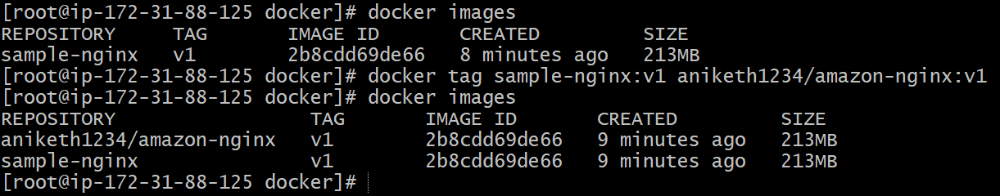 [root@ip-172-31-88-125 docker]# docker images
REPOSITORY     TAG       IMAGE ID       CREATED         SIZE
sample-nginx   v1        2b8cdd69de66   8 minutes ago   213MB
[root@ip-172-31-88-125 docker]# docker tag sample-nginx:v1 aniketh1234/amazon-nginx:v1
[root@ip-172-31-88-125 docker]# docker images
REPOSITORY                 TAG       IMAGE ID       CREATED         SIZE
aniketh1234/amazon-nginx   v1        2b8cdd69de66   9 minutes ago   213MB
sample-nginx               v1        2b8cdd69de66   9 minutes ago   213MB
[root@ip-172-31-88-125 docker]#